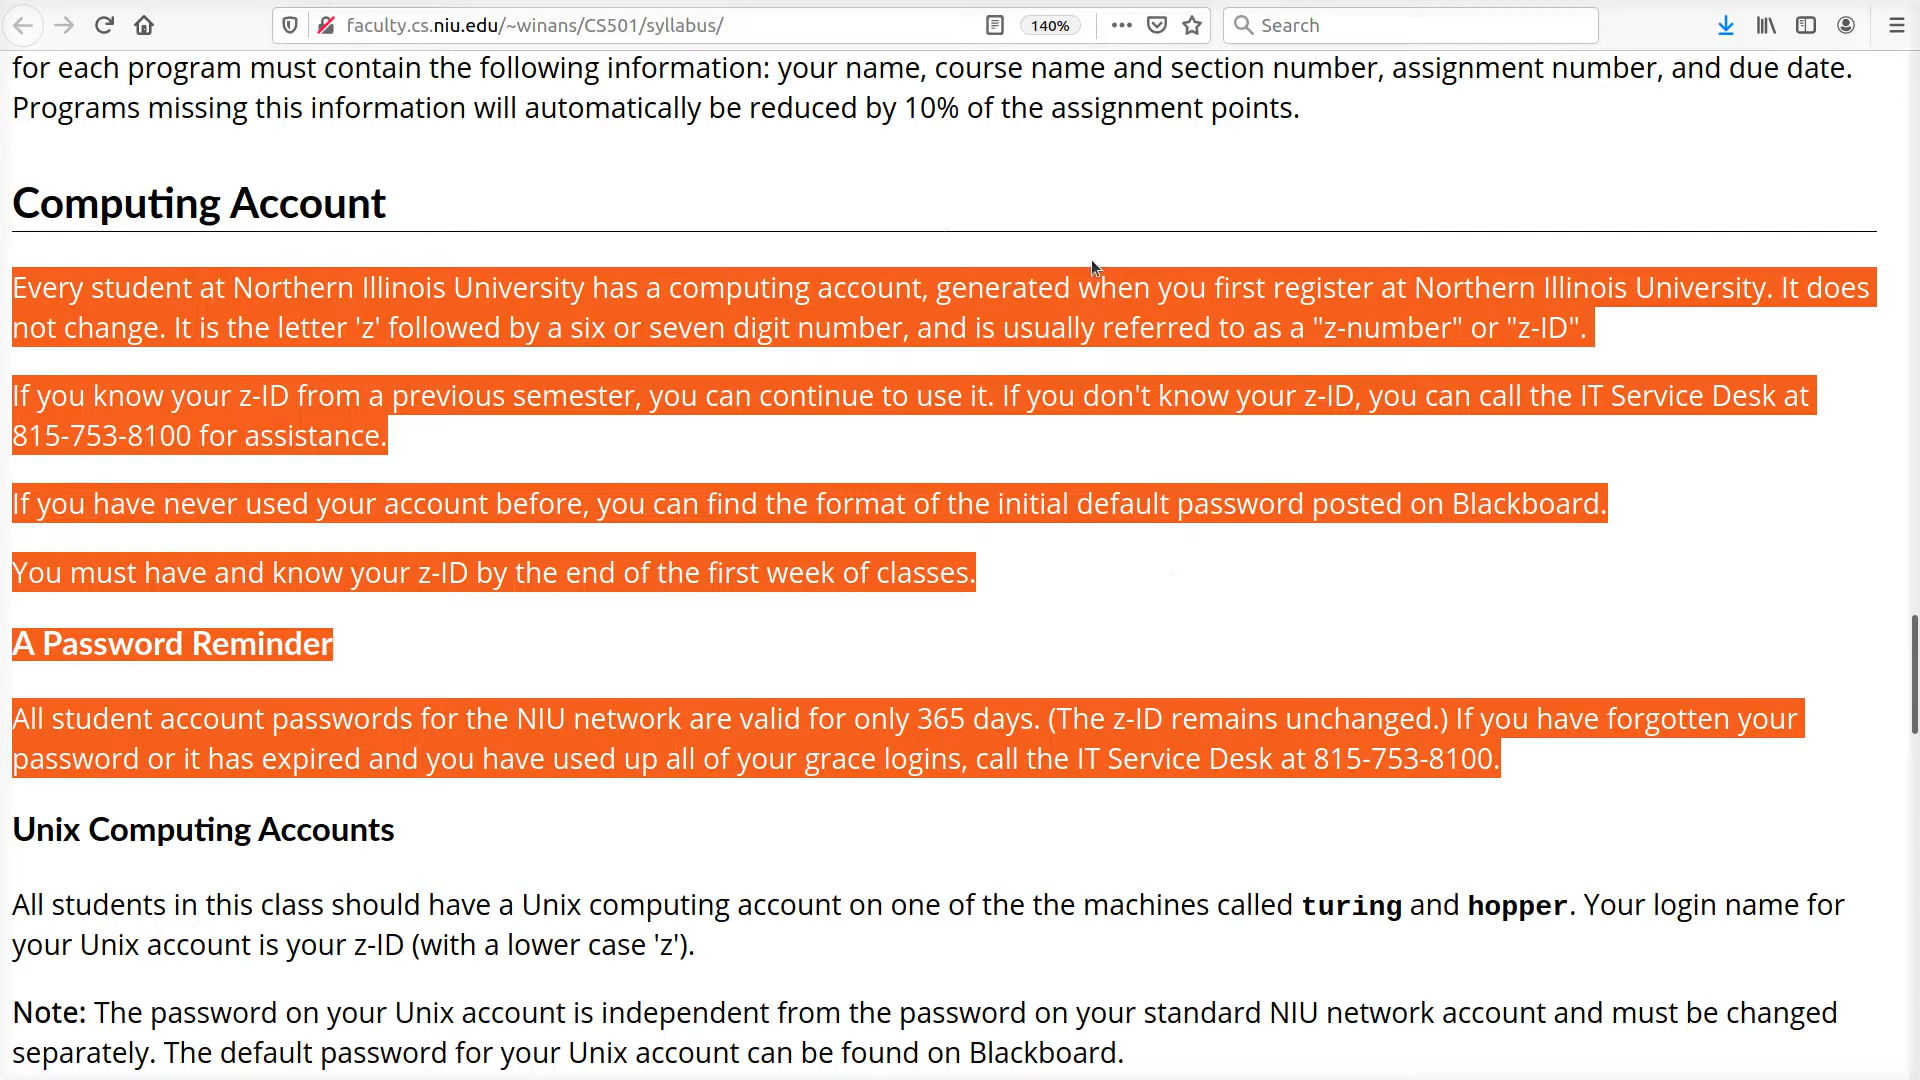 faculty.cs.niu.edu/~winans/CS501/syllabus/
140%
Search
for each program must contain the following information: your name, course name and section number, assignment number, and due date.
Programs missing this information will automatically be reduced by 10% of the assignment points.
Computing Account
Every student at Northern Illinois University has a computing account, generated when you first register at Northern Illinois University. It does
not change. It is the letter 'z' followed by a six or seven digit number, and is usually referred to as a "z-number" or "z-ID".
If you know your z-ID from a previous semester, you can continue to use it. If you don't know your z-ID, you can call the IT Service Desk at
815-753-8100 for assistance.
If you have never used your account before, you can find the format of the initial default password posted on Blackboard.
You must have and know your z-ID by the end of the first week of classes.
A Password Reminder
All student account passwords for the NIU network are valid for only 365 days. (The z-ID remains unchanged.) If you have forgotten your
password or it has expired and you have used up all of your grace logins, call the IT Service Desk at 815-753-8100.
Unix Computing Accounts
All students in this class should have a Unix computing account on one of the the machines called turing and hopper. Your login name for
your Unix account is your z-ID (with a lower case 'z').
Note: The password on your Unix account is independent from the password on your standard NIU network account and must be changed
separately. The default password for your Unix account can be found on Blackboard.